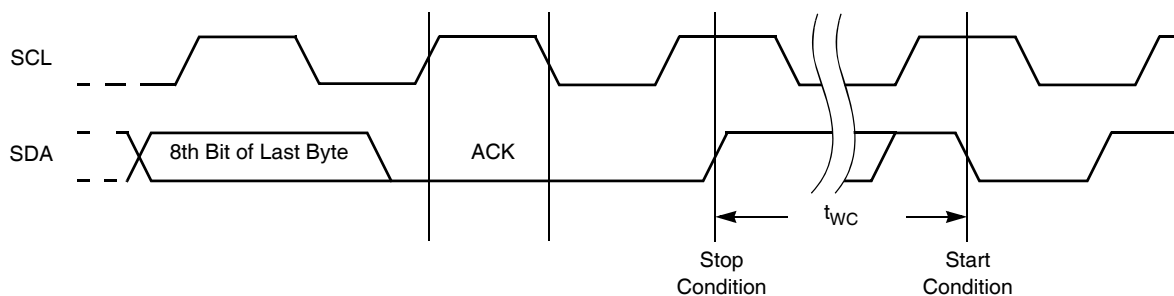 SCL
SDA
8th Bit of Last Byte
ACK
tWC
Stop
Condition
Start
Condition